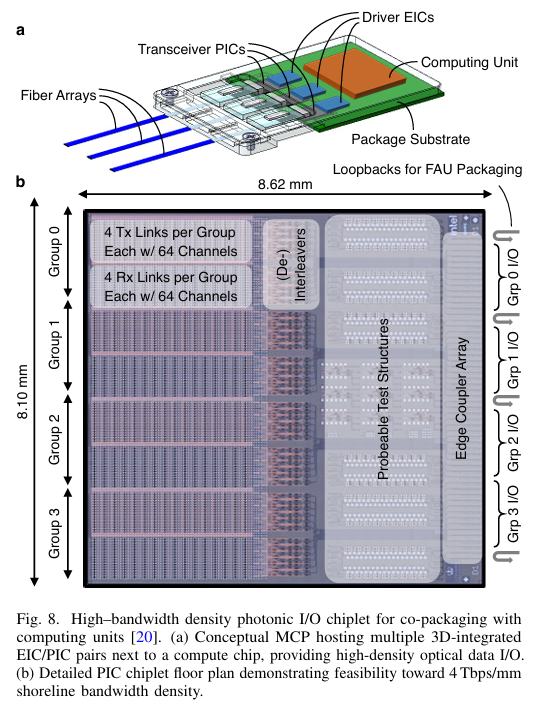 a
Driver EICs
Transceiver PICs
Computing Unit
Fiber Arrays
Package Substrate
Loopbacks for FAU Packaging
b
8.62 mm
8.10 mm
Group 0
4 Tx Links per Group
Each w/ 64 Channels
4 Rx Links per Group
Each w/ 64 Channels
(De-)
Interleavers
intel
Grp 0 I/O
Group 1
Probeable Test Structures
Edge Coupler Array
Grp 1 I/O
Group 2
Grp 2 I/O
Group 3
Grp 3 I/O
Fig. 8. High–bandwidth density photonic I/O chiplet for co-packaging with
computing units [20]. (a) Conceptual MCP hosting multiple 3D-integrated
EIC/PIC pairs next to a compute chip, providing high-density optical data I/O.
(b) Detailed PIC chiplet floor plan demonstrating feasibility toward 4 Tbps/mm
shoreline bandwidth density.